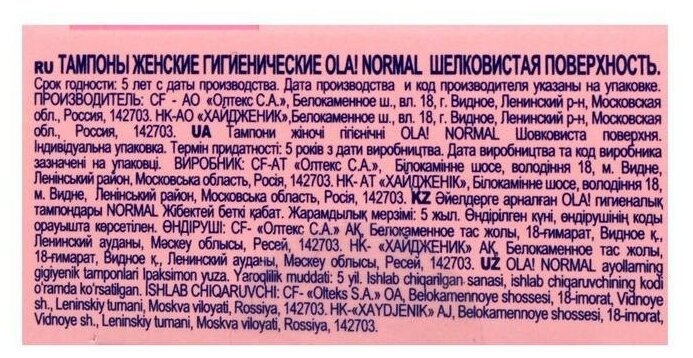 RU ТАМПОНЫ ЖЕНСКИЕ ГИГИЕНИЧЕСКИЕ OLA! NORMAL ШЕЛКОВИСТАЯ ПОВЕРХНОСТЬ.
Срок годности: 5 лет с даты производства. Дата производства и код производителя указаны на упаковке.
ПРОИЗВОДИТЕЛЬ: CF - АО «Олтекс С.А.», Белокаменное ш., вл. 18, г. Видное, Ленинский р-н, Московская
обл., Россия, 142703. НК-АО «ХАЙДЖЕНИК»,Белокаменное ш., вл. 18, г. Видное, Ленинский р-н, Московская
обл., Россия, 142703. UA Тампони жіночі гігієнічні OLA! NORMAL Шовковиста поверхня.
Індивідуальна упаковка. Термін придатності: 5 років з дати виробництва. Дата виробництва та код виробника
зазначені на упаковці. ВИРОБНИК: CF-АТ «Олтекс С.А.», Білокамінне шосе, володіння 18, м. Видне,
Ленінський район, Московська область, Росія, 142703. НК-АТ «ХАЙДЖЕНІК», Білокамінне шосе, володіння 18,
м. Видне, Ленінський район, Московська область, Росія, 142703. KZ Әйелдерге арналған OLA! гигиеналық
тампондары NORMAL Жібектей беткі қабат. Жарамдылық мерзімі: 5 жыл. Өндірілген күні, өндірушінің коды
орауышта көрсетілген. ӨНДІРУШІ: CF- «Олтекс С.А.» АҚ, Белокаменное тас жолы, 18-ғимарат, Видное қ.,
Ленинский ауданы, Мәскеу облысы, Ресей, 142703. НК- «ХАЙДЖЕНИК» АҚ, Белокаменное тас жолы,
18-ғимарат, Видное қ., Ленинский ауданы, Мәскеу облысы, Ресей, 142703. UZ OLA! NORMAL ayollarning
gigiyenik tamponlari Ipaksimon yuza. Yaroqlilik muddati: 5 yil. Ishlab chiqarilgan sanasi, ishlab chiqaruvchining kodi
o'ramda ko'rsatilgan. ISHLAB CHIQARUVCHI: CF- «Olteks S.A.» OA, Belokamennoye shossesi, 18-imorat, Vidnoye
sh., Leninskiy tumani, Moskva viloyati, Rossiya, 142703. HK-«XAYDJENIK» AJ, Belokamennoye shossesi, 18-imorat,
Vidnoye sh., Leninskiy tumani, Moskva viloyati, Rossiya, 142703.